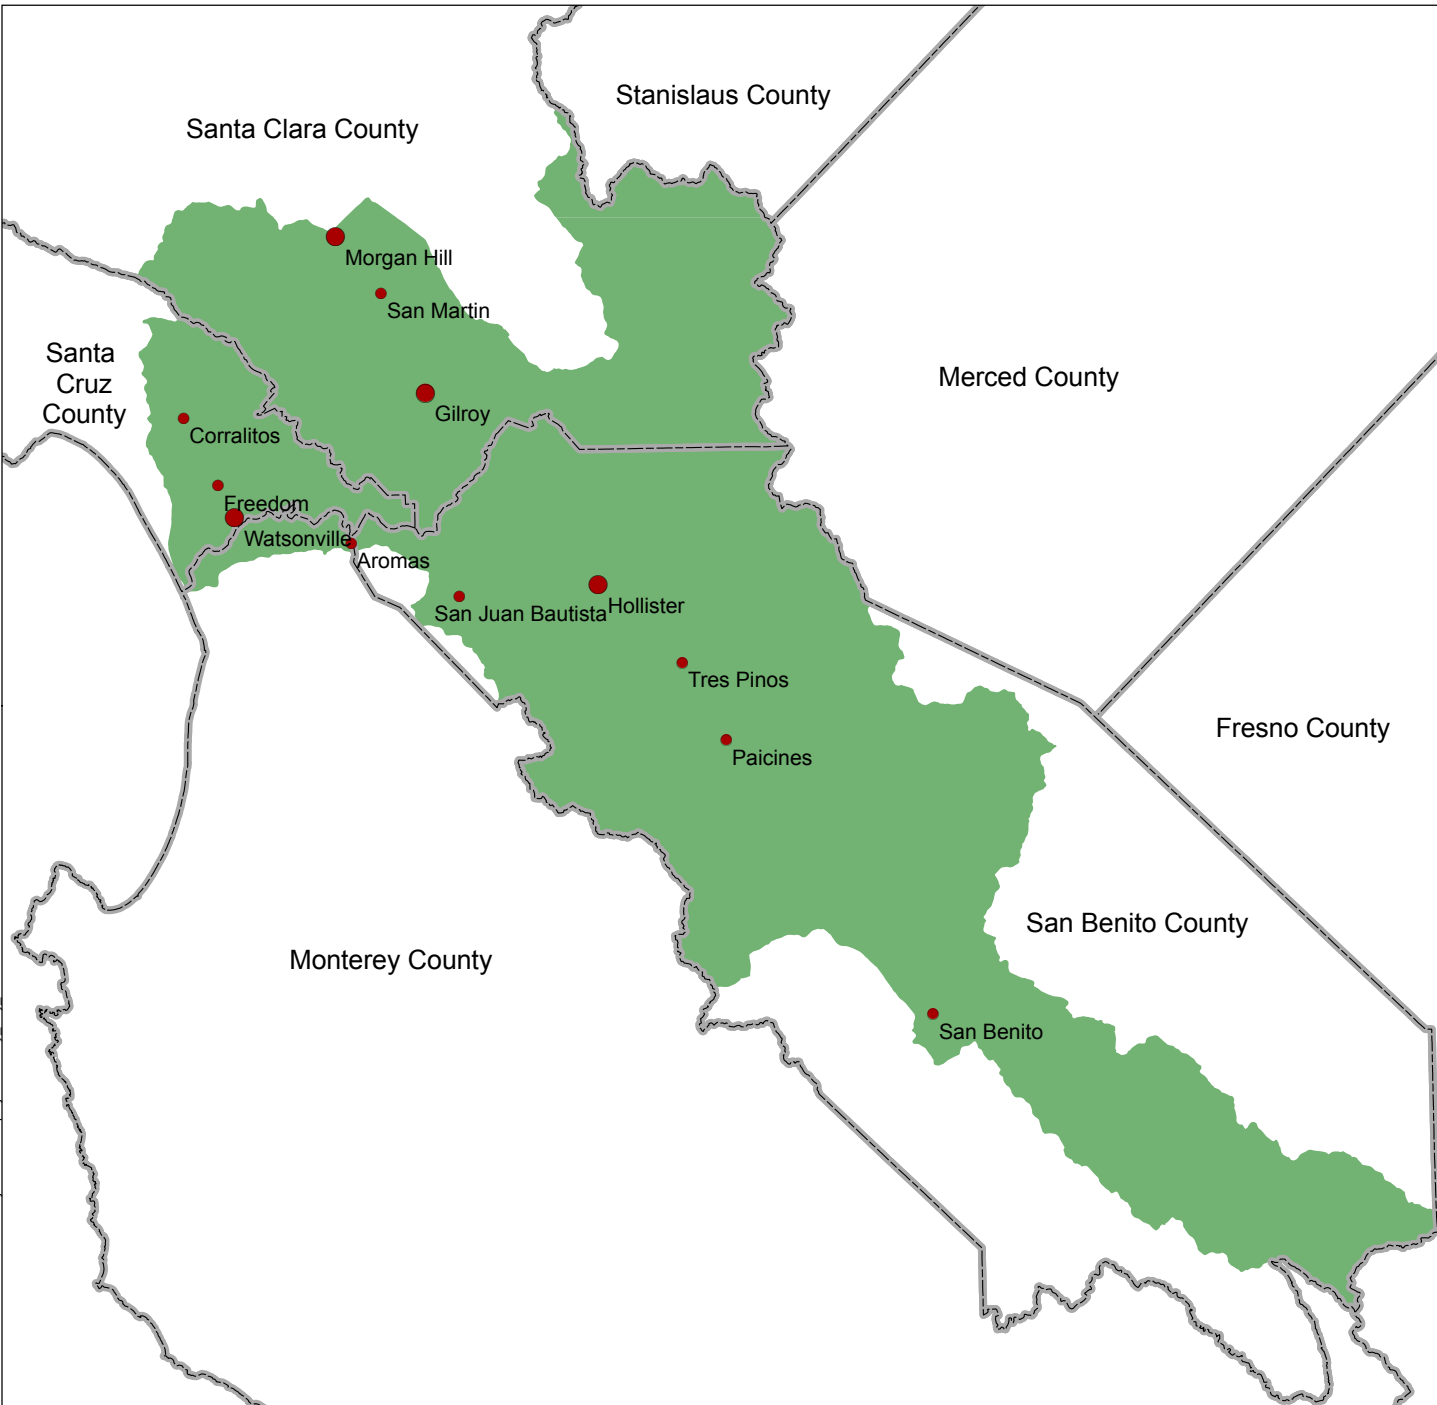 Stanislaus County
Santa Clara County
Morgan Hill
San Martin
Santa
Cruz
County
Merced County
Gilroy
Corralitos
Freedom
Watsonville
Aromas
San Juan Bautista
Hollister
Tres Pinos
Paicines
Fresno County
San Benito County
Monterey County
San Benito